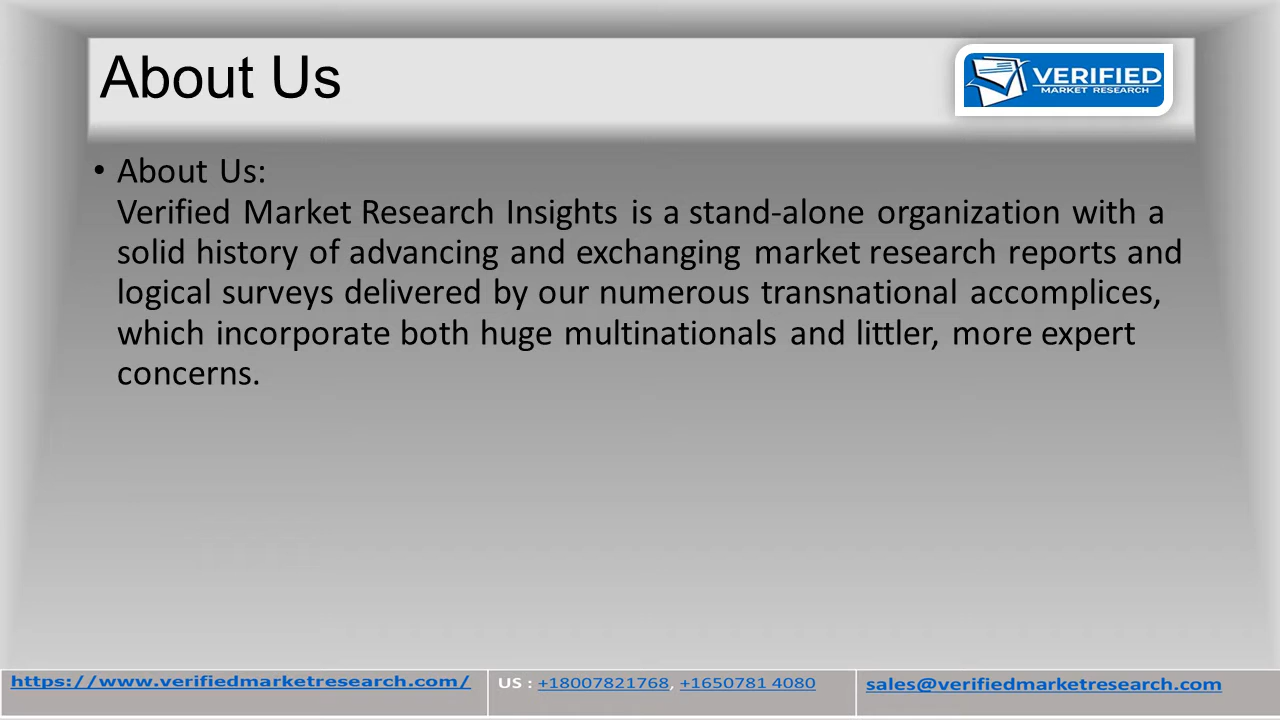 About Us
VERIFIED
MARKET RESEARCH
• About Us:
Verified Market Research Insights is a stand-alone organization with a
solid history of advancing and exchanging market research reports and
logical surveys delivered by our numerous transnational accomplices,
which incorporate both huge multinationals and littler, more expert
concerns.
https://www.verifiedmarketresearch.com/
US : +18007821768, +1650781 4080
sales@verifiedmarketresearch.com